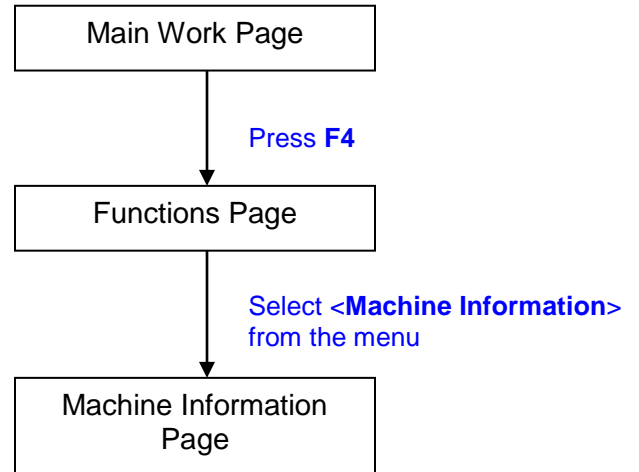 Main Work Page
Press F4
Functions Page
Select <Machine Information>
from the menu
Machine Information
Page